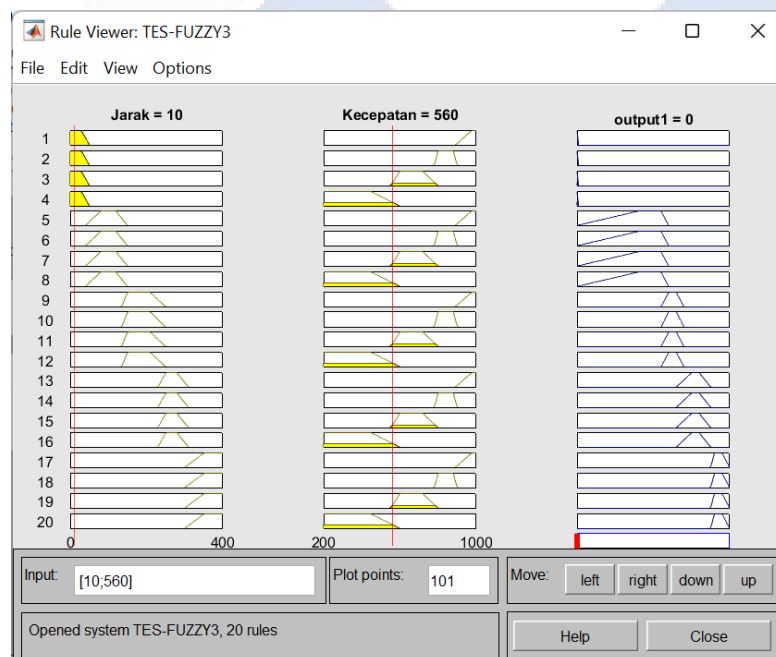 Rule Viewer: TES-FUZZY3
File Edit View Options
Jarak = 10
Kecepatan = 560
output1 = 0
1
2
3
4
5
6
7
8
9
10
11
12
13
14
15
16
17
18
19
20
0 400 200 1000
Input: [10;560]
Plot points: 101
Move: left right down up
Opened system TES-FUZZY3, 20 rules
Help Close